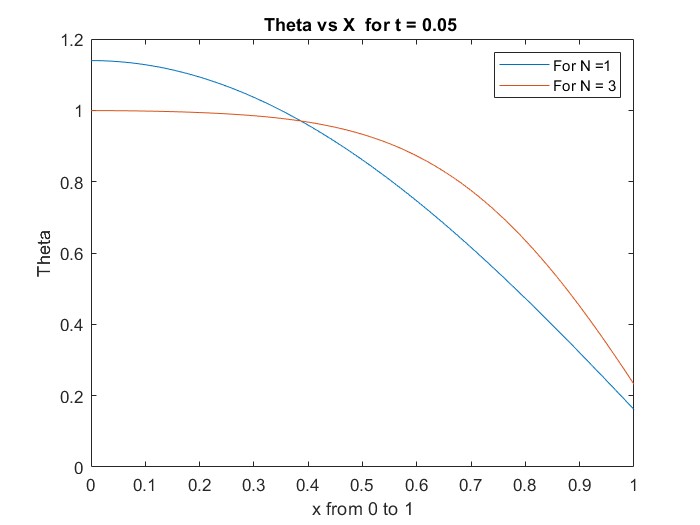 Theta vs X  for t = 0.05
For N =1
For N = 3
1.2
1
0.8
0.6
0.4
0.2
0
Theta
0 0.1 0.2 0.3 0.4 0.5 0.6 0.7 0.8 0.9 1
x from 0 to 1